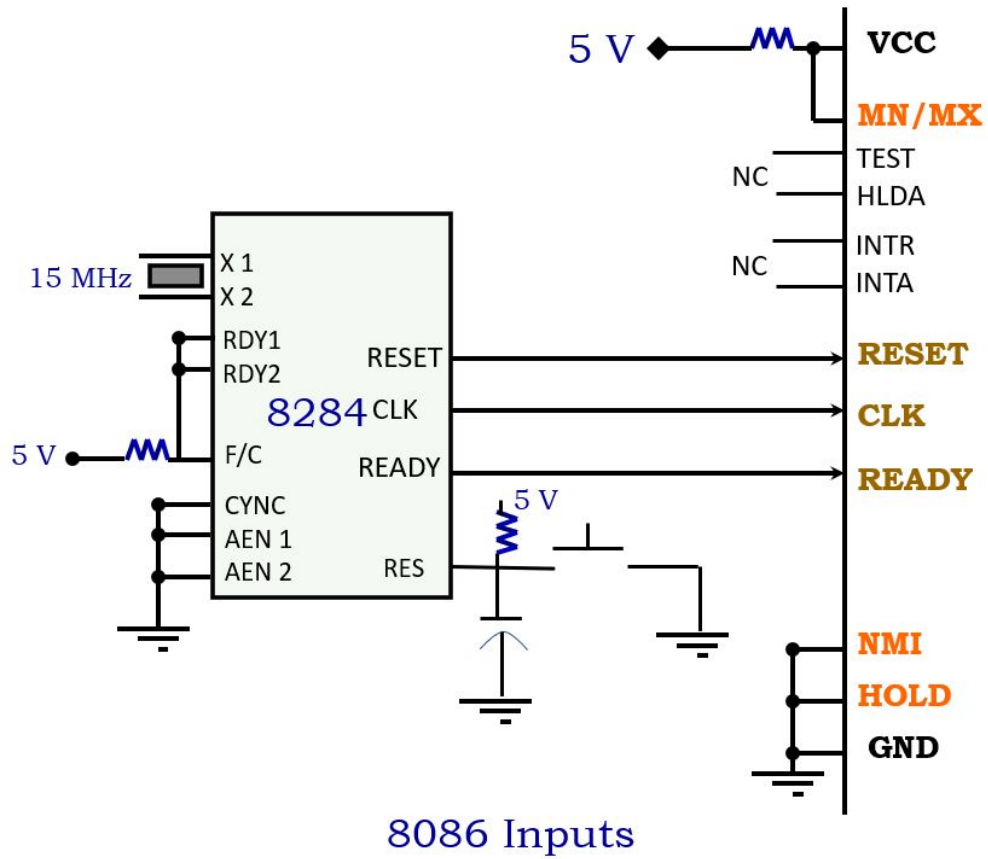 5 V
VCC
MN/MX
TEST
NC
HLDA
INTR
NC
INTA
X 1
15 MHz
X 2
RDY1
RDY2
RESET
RESET
8284 CLK
CLK
5 V
F/C
READY
READY
CYNC
5 V
AEN 1
AEN 2
RES
NMI
HOLD
GND
8086 Inputs